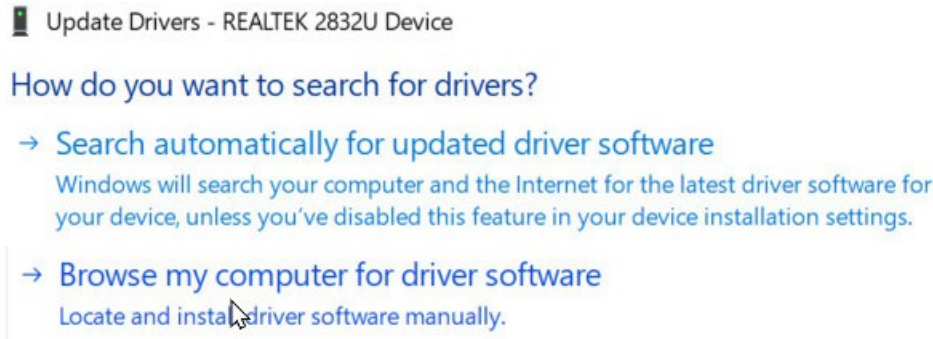 Update Drivers - REALTEK 2832U Device
How do you want to search for drivers?
→ Search automatically for updated driver software
Windows will search your computer and the Internet for the latest driver software for
your device, unless you've disabled this feature in your device installation settings.
→ Browse my computer for driver software
Locate and install driver software manually.